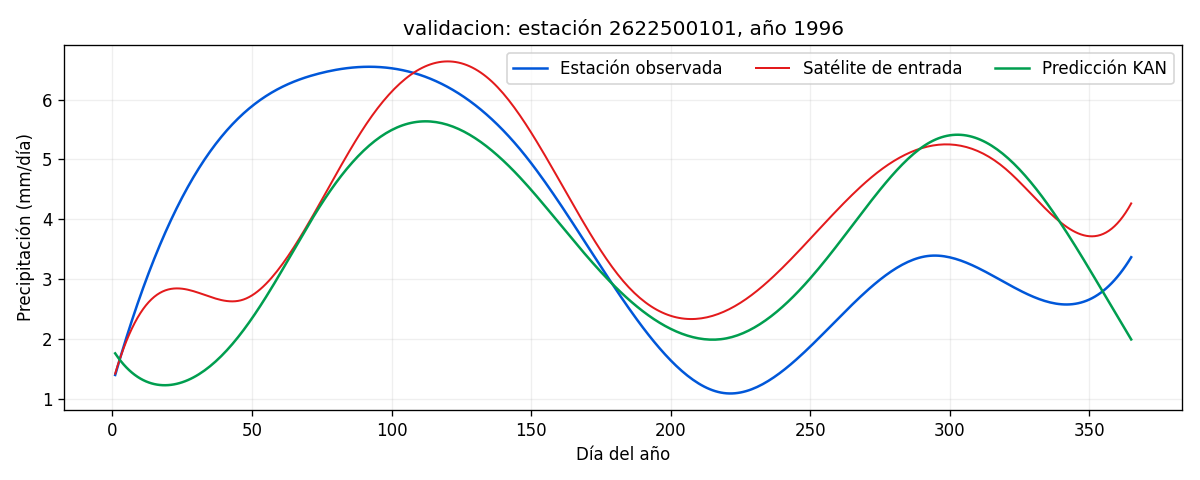 validacion: estación 2622500101, año 1996
Estación observada
Satélite de entrada
Predicción KAN
Precipitación (mm/día)
6
5
4
3
2
1
0 50 100 150 200 250 300 350
Día del año